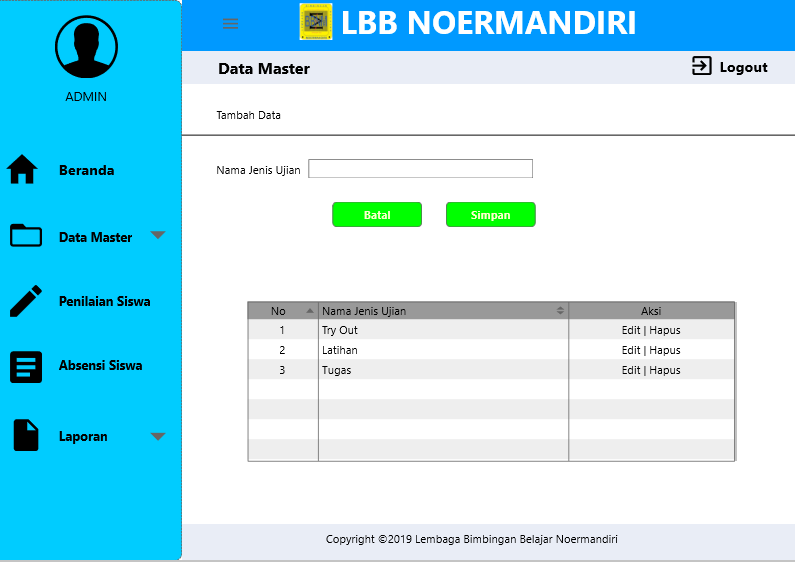 LBB NOERMANDIRI
ADMIN
Data Master
Logout
Tambah Data
Beranda
Data Master
Penilaian Siswa
Absensi Siswa
Laporan
Nama Jenis Ujian
Batal Simpan
No Nama Jenis Ujian Aksi
1 Try Out Edit | Hapus
2 Latihan Edit | Hapus
3 Tugas Edit | Hapus
Copyright ©2019 Lembaga Bimbingan Belajar Noermandiri